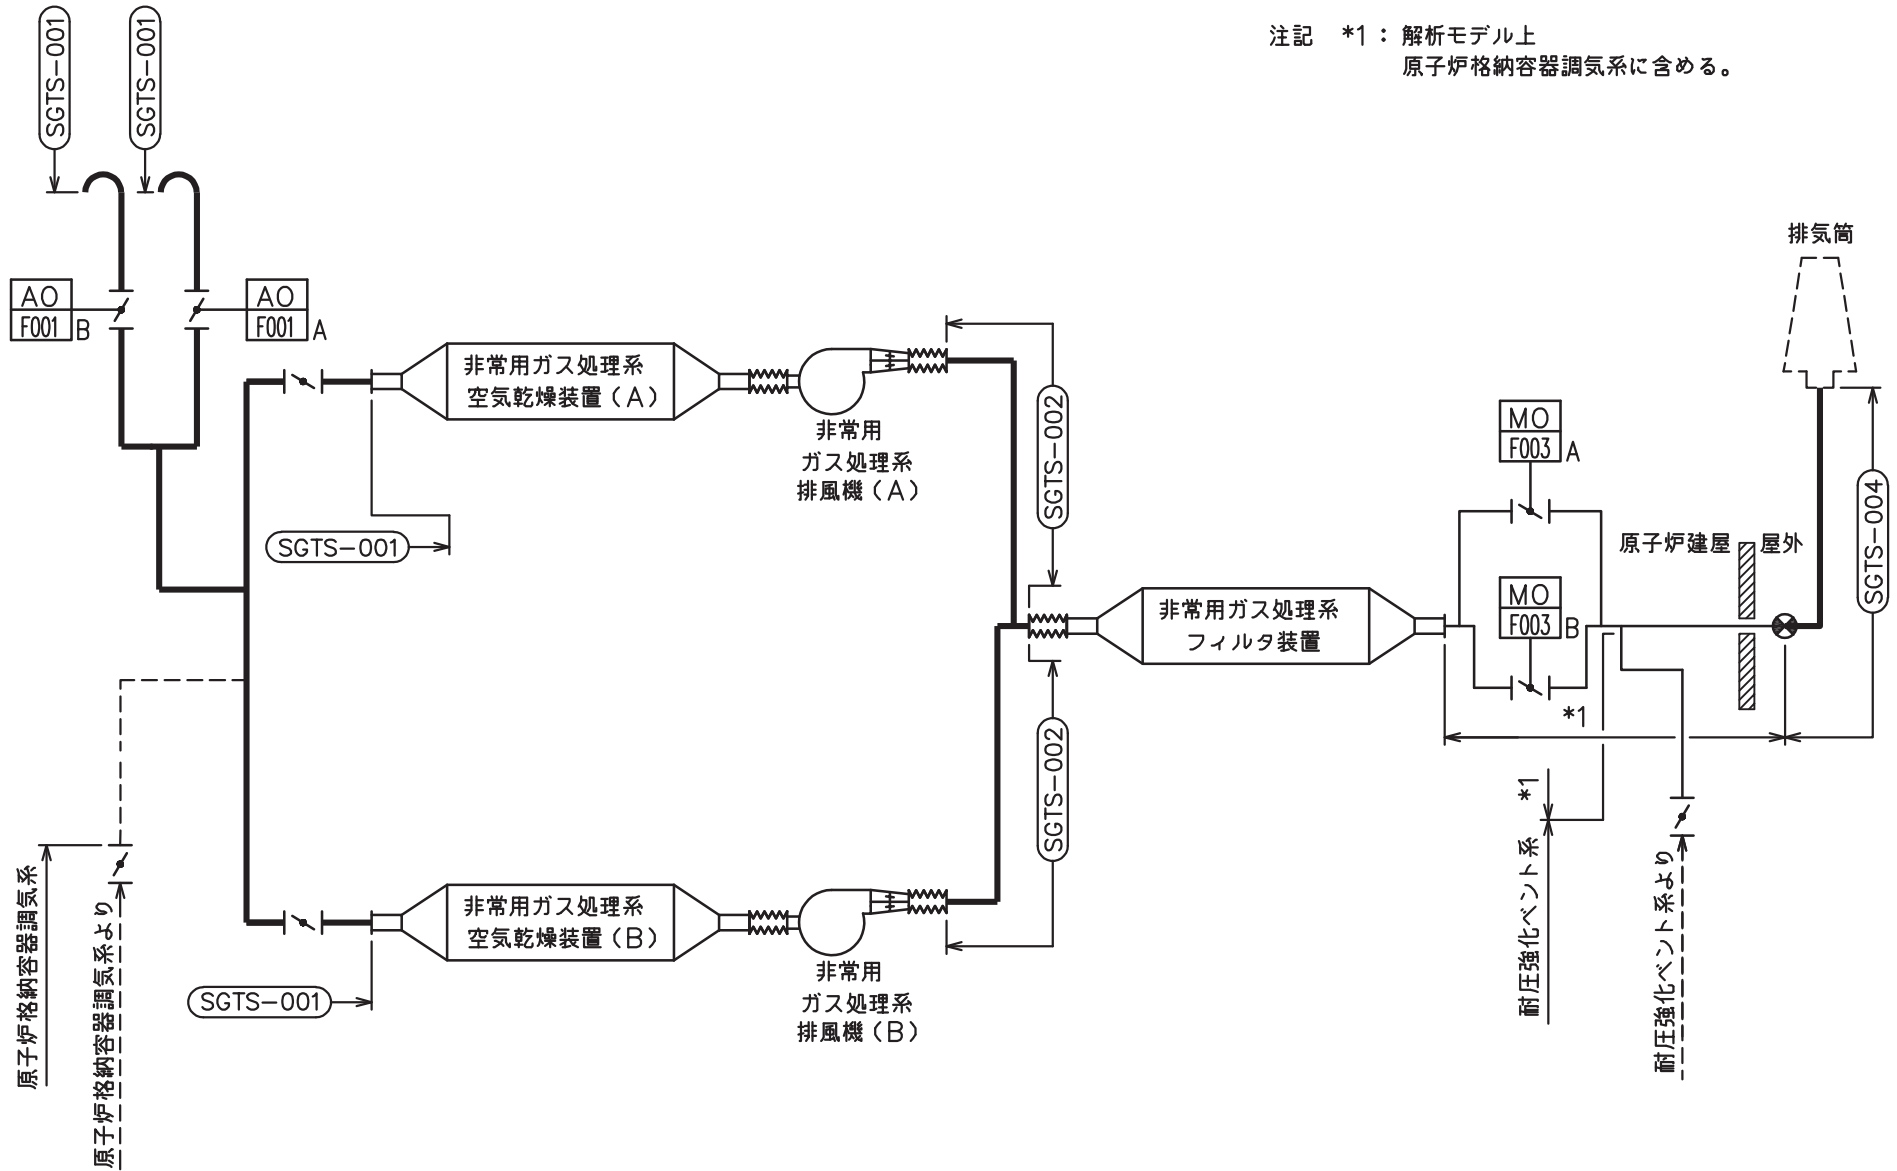 注記 *1 : 解析モデル上
原子炉格納容器調気系に含める。
SGTS-001
SGTS-001
排気筒
AO
F001
B
AO
F001
A
非常用ガス処理系
空気乾燥装置(A)
非常用
ガス処理系
排風機(A)
SGTS-002
MO
F003
A
SGTS-004
SGTS-001
原子炉建屋
屋外
MO
F003
B
非常用ガス処理系
フィルタ装置
*1
SGTS-002
*1
耐圧強化ベント系
耐圧強化ベント系より
原子炉格納容器調気系
原子炉格納容器調気系より
非常用ガス処理系
空気乾燥装置(B)
非常用
ガス処理系
排風機(B)
SGTS-001